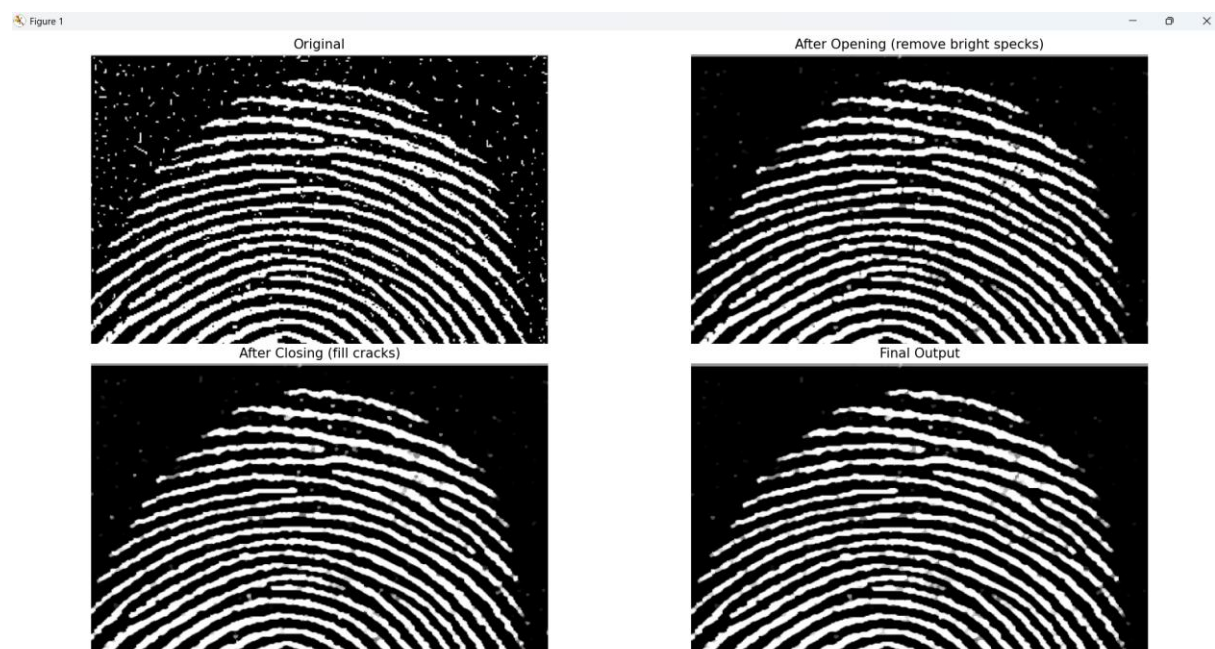 Figure 1
Original
After Opening (remove bright specks)
After Closing (fill cracks)
Final Output